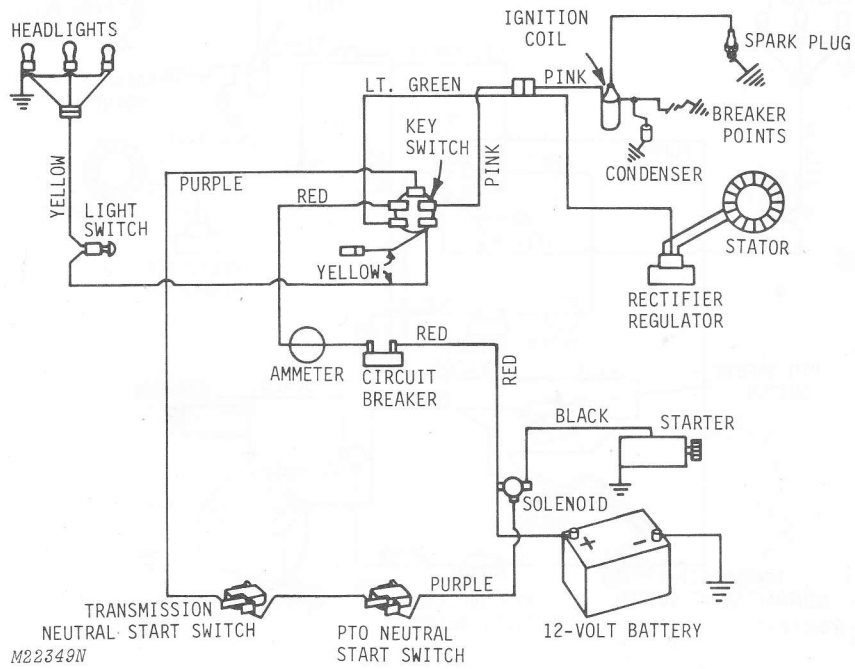 HEADLIGHTS
IGNITION
COIL
SPARK PLUG
LT. GREEN
PINK
BREAKER
POINTS
KEY
SWITCH
CONDENSER
PINK
YELLOW
PURPLE
RED
LIGHT
SWITCH
STATOR
YELLOW
RECTIFIER
REGULATOR
RED
RED
AMMETER
CIRCUIT
BREAKER
BLACK
STARTER
SOLENOID
+ -
PURPLE
TRANSMISSION
NEUTRAL START SWITCH
PTO NEUTRAL
START SWITCH
12-VOLT BATTERY
M22349N